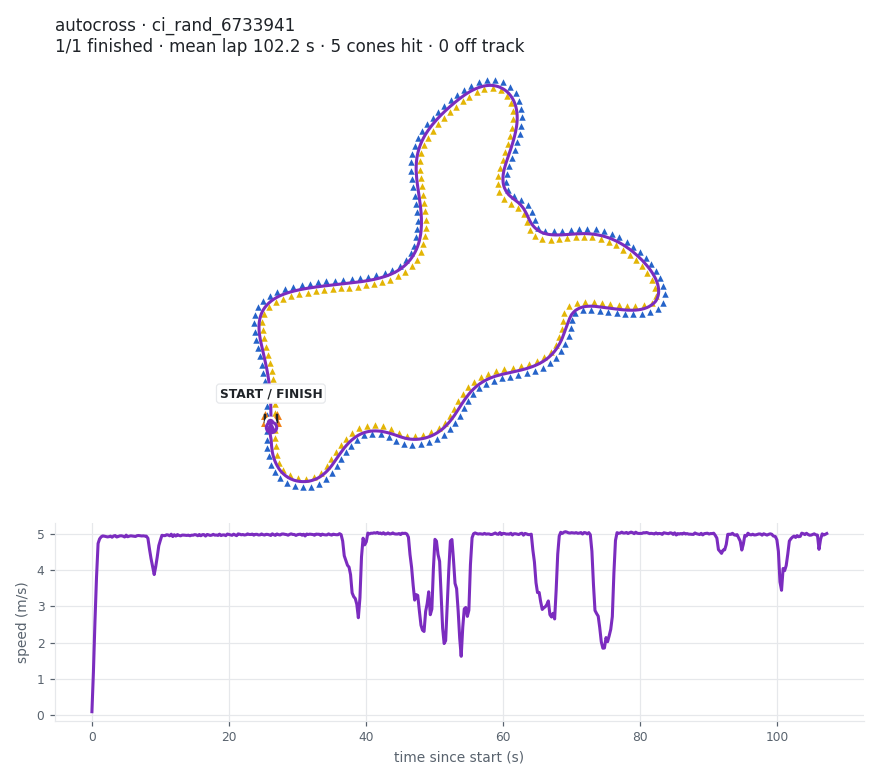 autocross · ci_rand_6733941
1/1 finished · mean lap 102.2 s · 5 cones hit · 0 off track
START / FINISH
5
4
3
2
1
0
speed (m/s)
0 20 40 60 80 100
time since start (s)